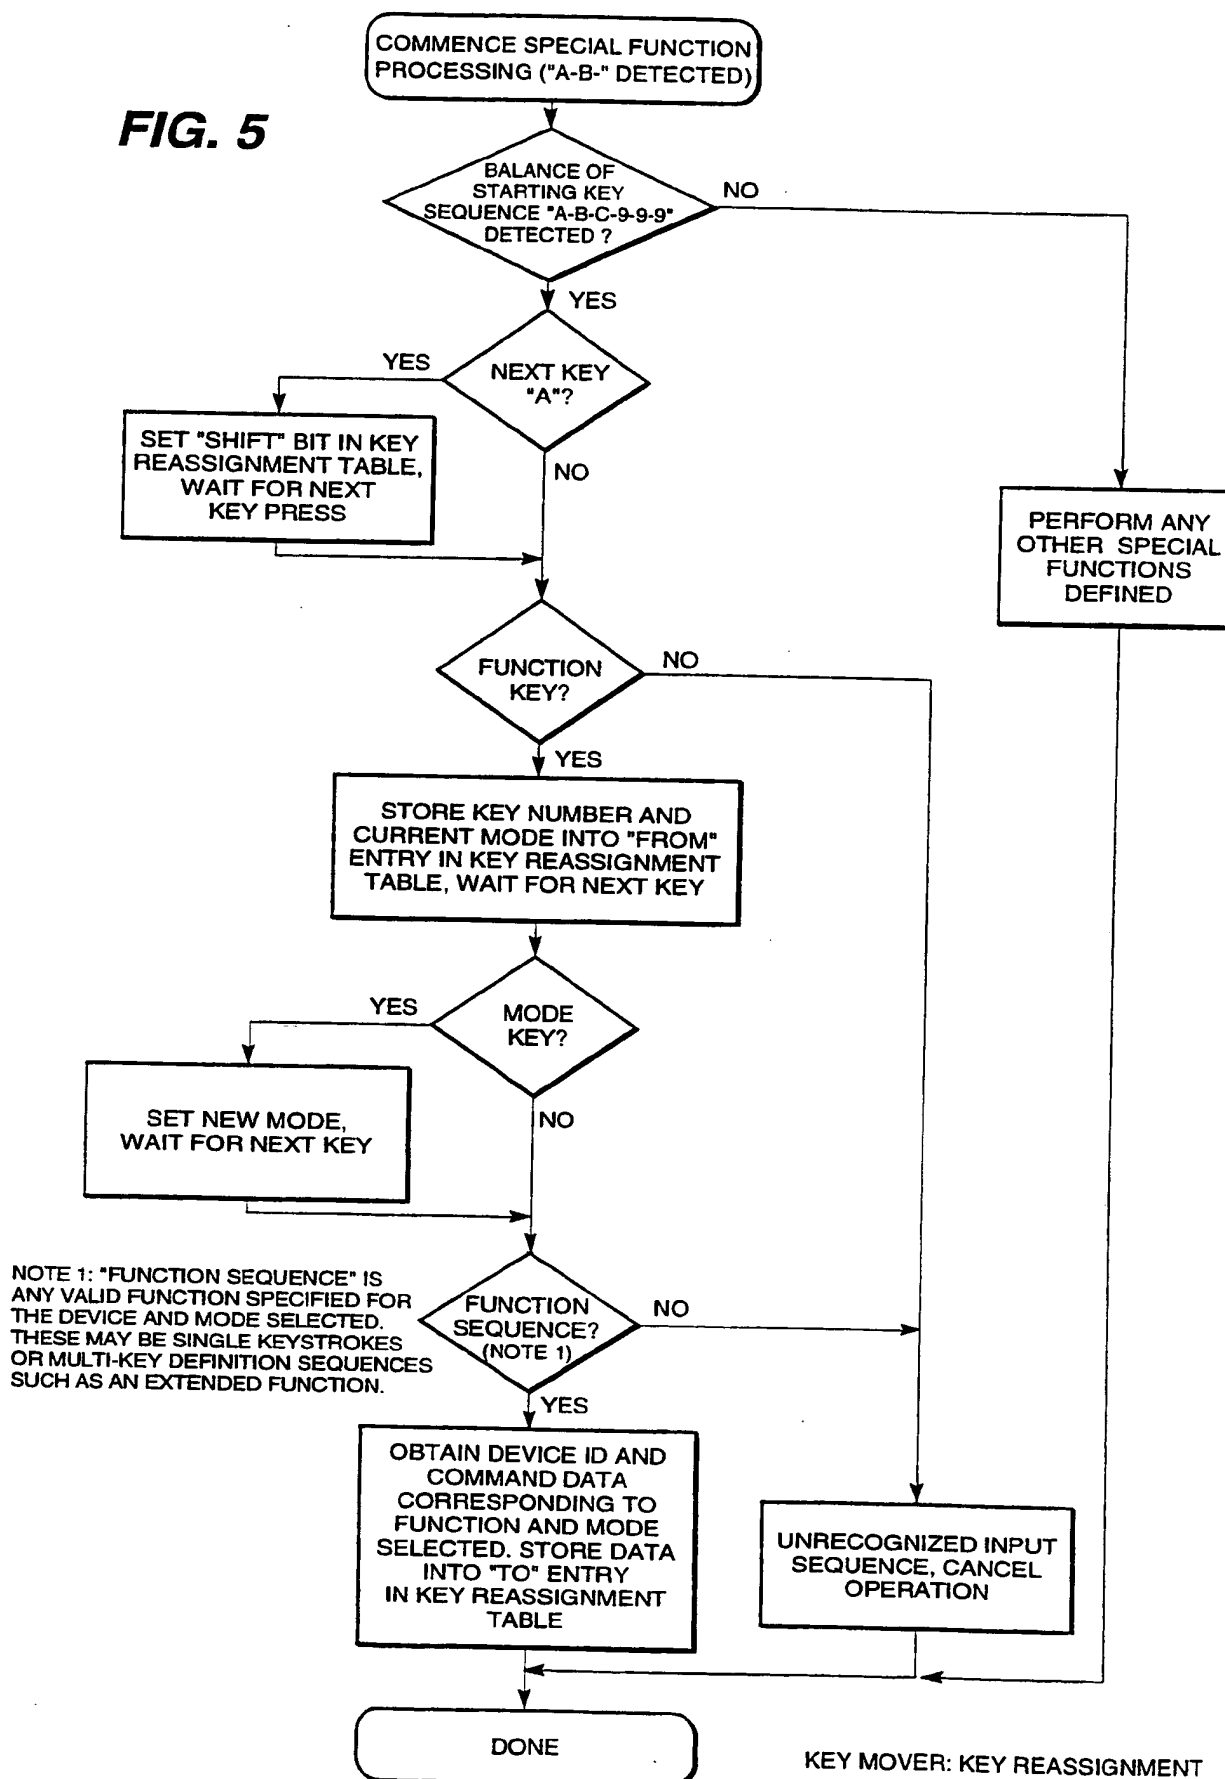 COMMENCE SPECIAL FUNCTION
PROCESSING ("A-B-" DETECTED)
FIG. 5
BALANCE OF
STARTING KEY
SEQUENCE "A-B-C-9-9-9"
DETECTED ?
NO
YES
NEXT KEY
"A"?
YES
NO
SET "SHIFT" BIT IN KEY
REASSIGNMENT TABLE,
WAIT FOR NEXT
KEY PRESS
PERFORM ANY
OTHER SPECIAL
FUNCTIONS
DEFINED
FUNCTION
KEY?
NO
YES
STORE KEY NUMBER AND
CURRENT MODE INTO "FROM"
ENTRY IN KEY REASSIGNMENT
TABLE, WAIT FOR NEXT KEY
MODE
KEY?
YES
NO
SET NEW MODE,
WAIT FOR NEXT KEY
NOTE 1: "FUNCTION SEQUENCE" IS
ANY VALID FUNCTION SPECIFIED FOR
THE DEVICE AND MODE SELECTED.
THESE MAY BE SINGLE KEYSTROKES
OR MULTI-KEY DEFINITION SEQUENCES
SUCH AS AN EXTENDED FUNCTION.
FUNCTION
SEQUENCE?
(NOTE 1)
NO
YES
OBTAIN DEVICE ID AND
COMMAND DATA
CORRESPONDING TO
FUNCTION AND MODE
SELECTED. STORE DATA
INTO "TO" ENTRY
IN KEY REASSIGNMENT
TABLE
UNRECOGNIZED INPUT
SEQUENCE, CANCEL
OPERATION
DONE
KEY MOVER: KEY REASSIGNMENT